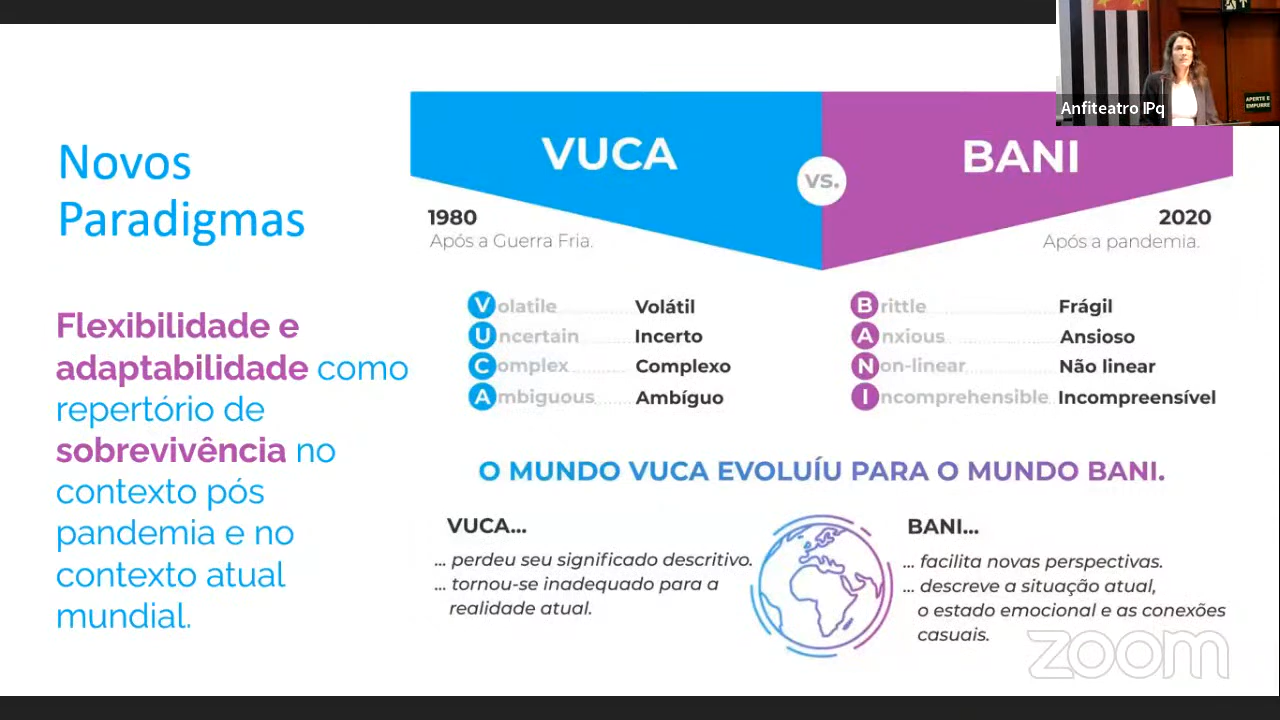 Novos
Paradigmas
Flexibilidade e
adaptabilidade como
repertório de
sobrevivência no
contexto pós
pandemia e no
contexto atual
mundial.
VUCA
vs.
BANI
1980
Após a Guerra Fria.
2020
Após a pandemia.
Volatile Volátil
Uncertain Incerto
Complex Complexo
Ambiguous Ambíguo
Brittle Frágil
Anxious Ansioso
Non-linear Não linear
Incomprehensible Incompreensível
O MUNDO VUCA EVOLUÍU PARA O MUNDO BANI.
VUCA...
... perdeu seu significado descritivo.
... tornou-se inadequado para a
realidade atual.
BANI...
... facilita novas perspectivas.
... descreve a situação atual,
o estado emocional e as conexões
casuais.
Anfiteatro IPq
APERTE E
EMPURRE
zoom